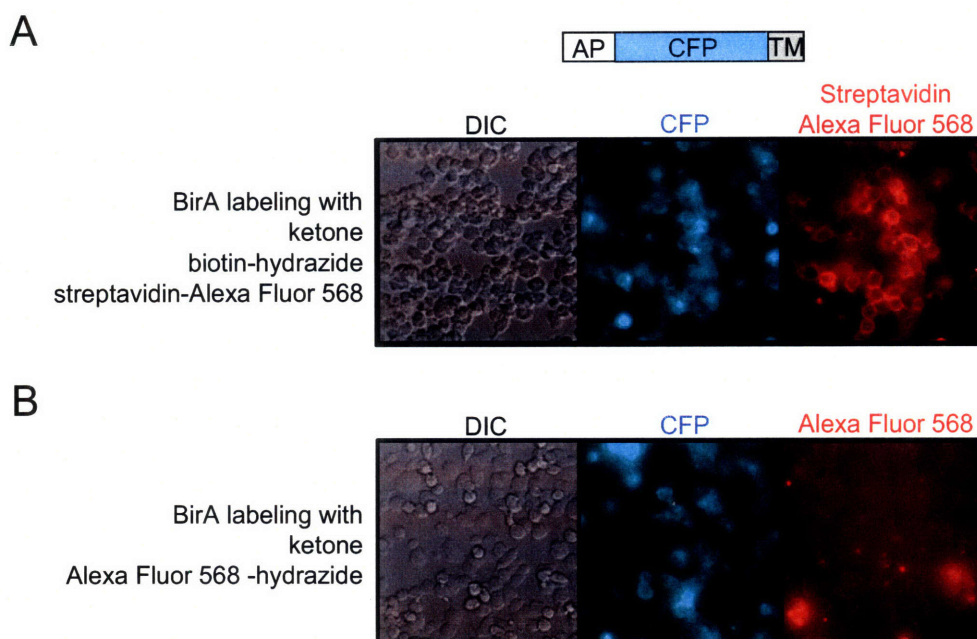 A
AP CFP TM
Streptavidin
DIC CFP Alexa Fluor 568
BirA labeling with
ketone
biotin-hydrazide
streptavidin-Alexa Fluor 568
B
DIC CFP Alexa Fluor 568
BirA labeling with
ketone
Alexa Fluor 568 -hydrazide